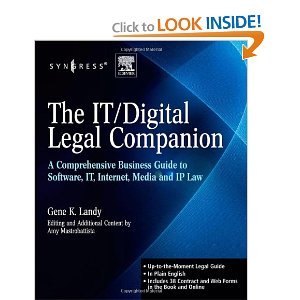 Click to LOOK INSIDE!
SYNGRESS®
ELSEVIER
The IT/Digital
Legal Companion
A Comprehensive Business Guide to
Software, IT, Internet, Media and IP Law
Gene K. Landy
Editing and Additional Content by
Amy Mastrobattista
• Up-to-the-Moment Legal Guide
• In Plain English
• Includes 38 Contract and Web Forms
in the Book and Online